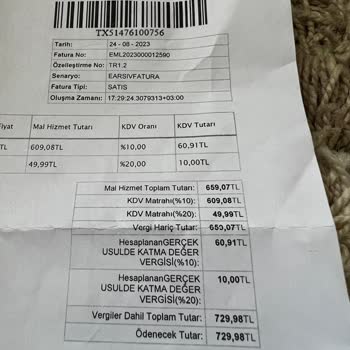 TX51476100756
Tarih: 24 - 08 - 2023
Fatura No: EML2023000012590
Özelleştirme No: TR1.2
Senaryo: EARSIVFATURA
Fatura Tipi: SATIS
Oluşma Zamanı: 17:29:24.3079313+03:00
Fiyat Mal Hizmet Tutarı KDV Oranı KDV Tutarı
TL 609,08TL %10,00 60,91TL
49,99TL %20,00 10,00TL
Mal Hizmet Toplam Tutarı: 659,07TL
KDV Matrahı(%10): 609,08TL
KDV Matrahı(%20): 49,99TL
Vergi Hariç Tutar: 659,07TL
HesaplananGERÇEK 60,91TL
USULDE KATMA DEĞER
VERGİSİ(%10):
HesaplananGERÇEK 10,00TL
USULDE KATMA DEĞER
VERGİSİ(%20):
Vergiler Dahil Toplam Tutar: 729,98TL
Ödenecek Tutar: 729,98TL